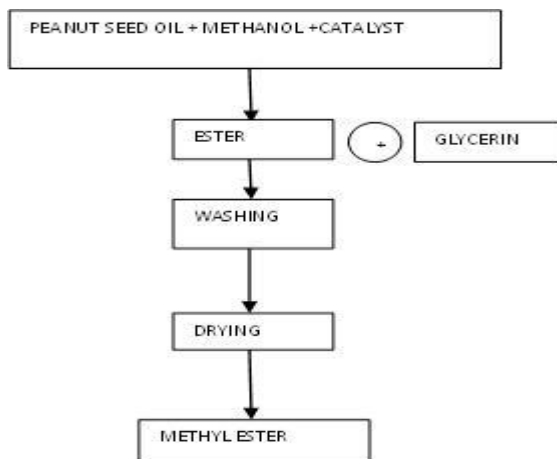 PEANUT SEED OIL + METHANOL +CATALYST
ESTER
+
GLYCERIN
WASHING
DRYING
METHYL ESTER